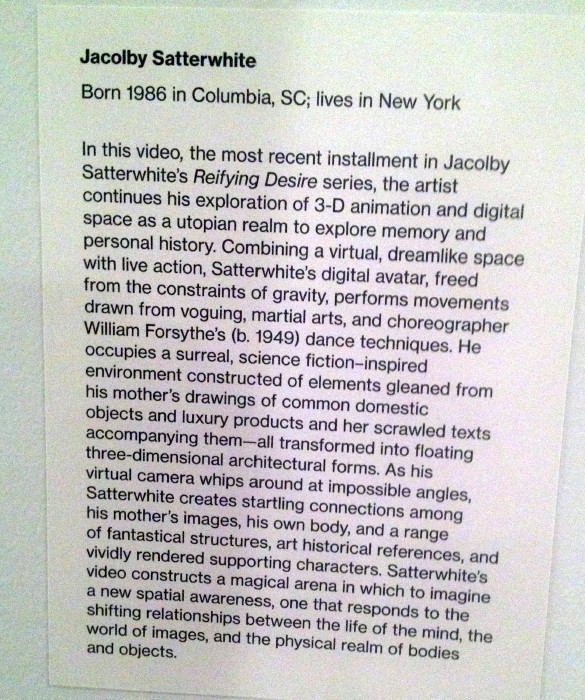 Jacolby Satterwhite
Born 1986 in Columbia, SC; lives in New York
In this video, the most recent installment in Jacolby
Satterwhite's Reifying Desire series, the artist
continues his exploration of 3-D animation and digital
space as a utopian realm to explore memory and
personal history. Combining a virtual, dreamlike space
with live action, Satterwhite's digital avatar, freed
from the constraints of gravity, performs movements
drawn from voguing, martial arts, and choreographer
William Forsythe's (b. 1949) dance techniques. He
occupies a surreal, science fiction–inspired
environment constructed of elements gleaned from
his mother's drawings of common domestic
objects and luxury products and her scrawled texts
accompanying them—all transformed into floating
three-dimensional architectural forms. As his
virtual camera whips around at impossible angles,
Satterwhite creates startling connections among
his mother's images, his own body, and a range
of fantastical structures, art historical references, and
vividly rendered supporting characters. Satterwhite's
video constructs a magical arena in which to imagine
a new spatial awareness, one that responds to the
shifting relationships between the life of the mind, the
world of images, and the physical realm of bodies
and objects.